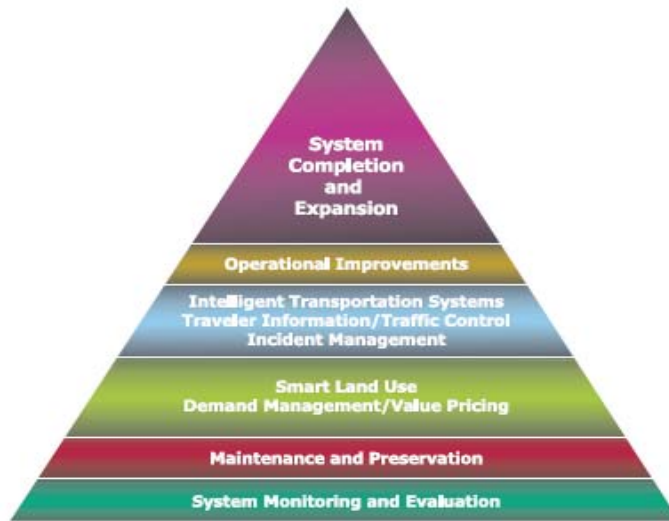 System
Completion
and
Expansion
Operational Improvements
Intelligent Transportation Systems
Traveler Information/Traffic Control
Incident Management
Smart Land Use
Demand Management/Value Pricing
Maintenance and Preservation
System Monitoring and Evaluation